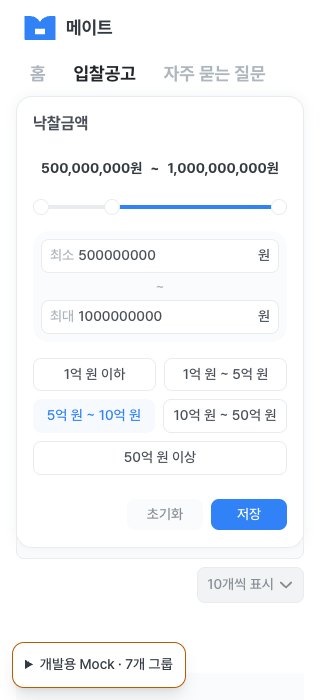 메이트
홈 입찰공고 자주 묻는 질문
낙찰금액
500,000,000원 ~ 1,000,000,000원
최소 500000000 원
~
최대 1000000000 원
1억 원 이하 1억 원 ~ 5억 원
5억 원 ~ 10억 원 10억 원 ~ 50억 원
50억 원 이상
초기화 저장
10개씩 표시
▶ 개발용 Mock · 7개 그룹